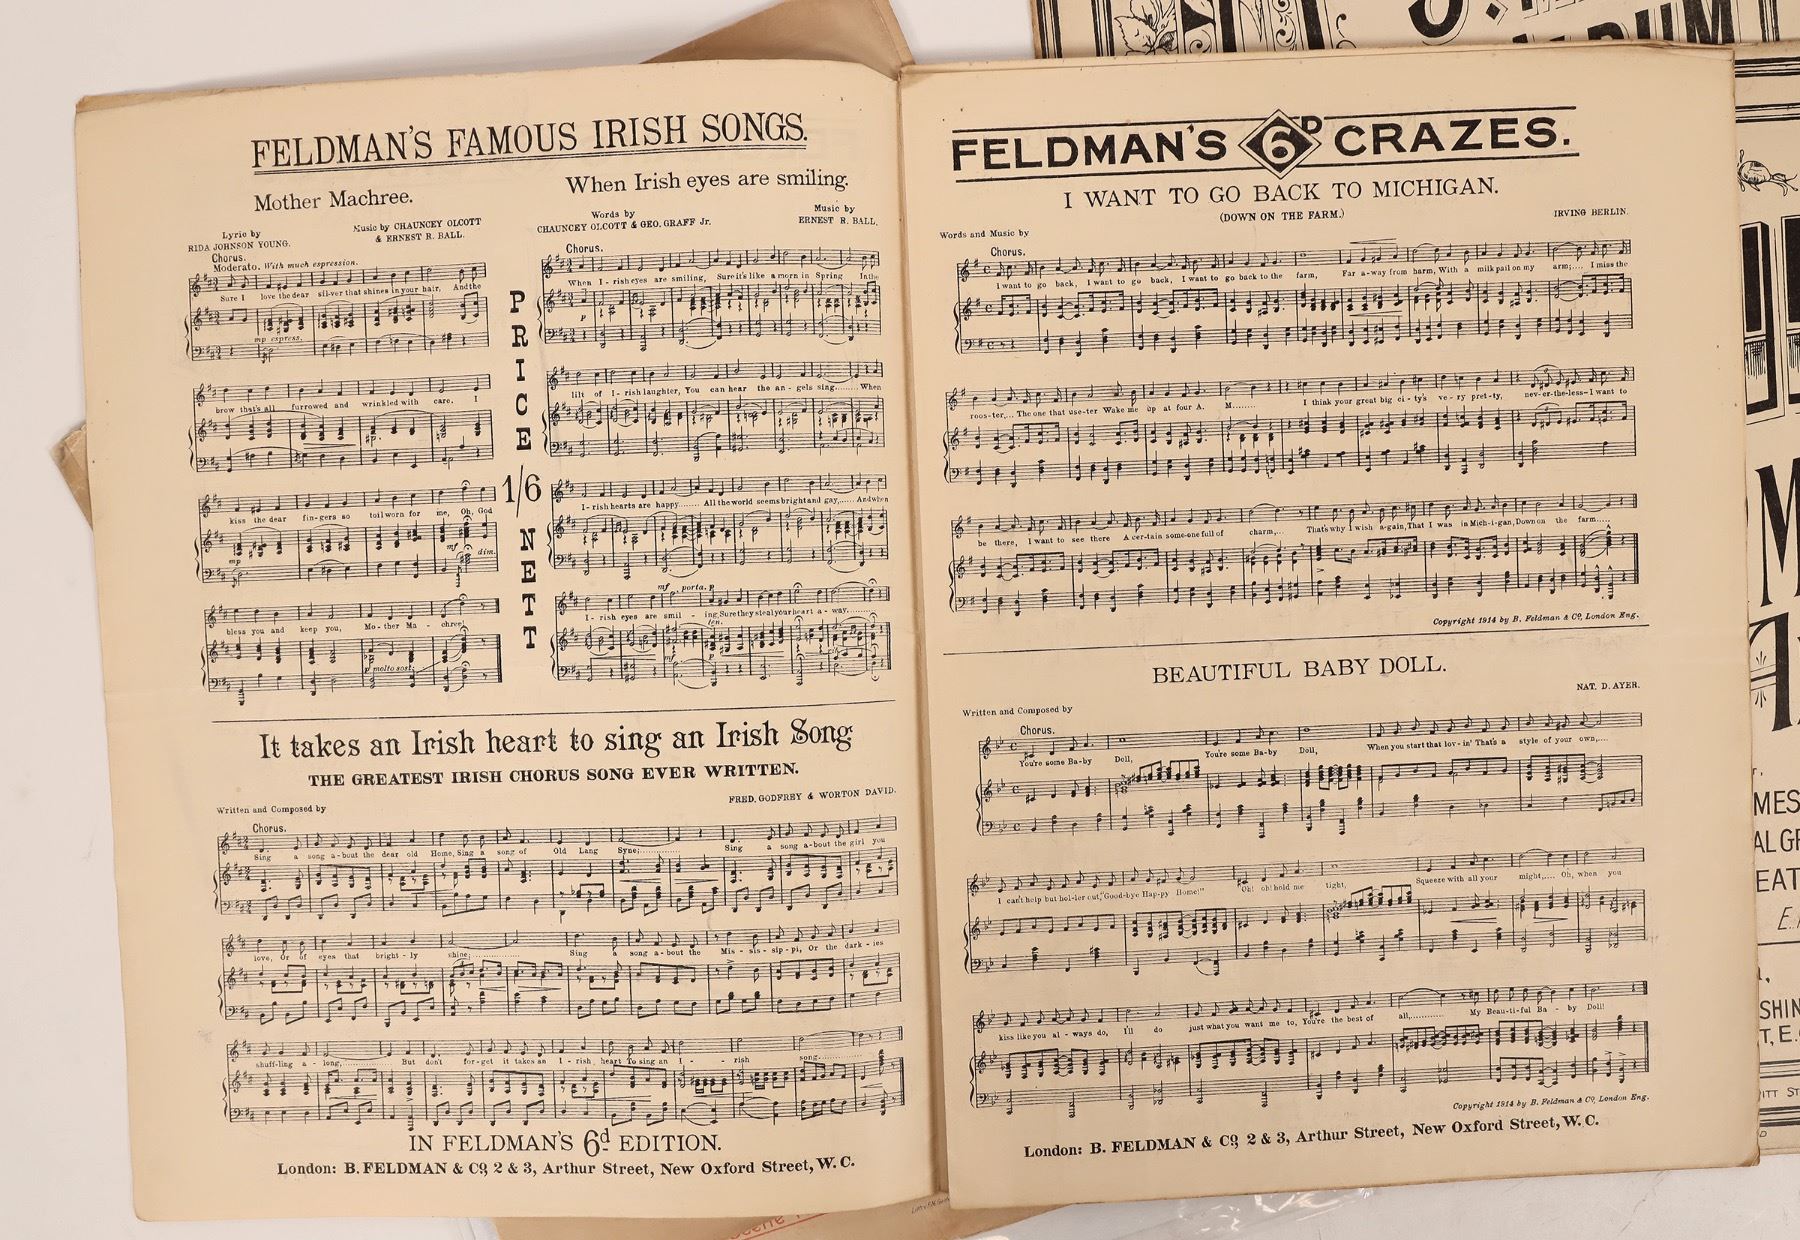 FELDMAN'S FAMOUS IRISH SONGS.
Mother Machree.
Lyric by
RIDA JOHNSON YOUNG.
Music by CHAUNCEY OLCOTT
& ERNEST R. BALL.
Chorus.
Moderato. With much expression.
Sure I love the dear sil-ver that shines in your hair, And the
mp express.
brow that's all furrowed and wrinkled with care. I
kiss the dear fin-gers so toil worn for me, Oh, God
mp
mf dim.
bless you and keep you, Mo-ther Ma-chree!
p molto sost.
PRICE
1/6
NET
When Irish eyes are smiling.
Words by
CHAUNCEY OLCOTT & GEO. GRAFF Jr.
Music by
ERNEST R. BALL.
Chorus.
When I-rish eyes are smiling, Sure it's like a morn in Spring In the
p
lilt of I-rish laughter, You can hear the an-gels sing........ When
I-rish hearts are happy........ All the world seems bright and gay,...... And when
mf porta. p
I-rish eyes are smil-ing Sure they steal your heart a-way..........
ten.
It takes an Irish heart to sing an Irish Song
THE GREATEST IRISH CHORUS SONG EVER WRITTEN.
Written and Composed by
FRED. GODFREY & WORTON DAVID.
Chorus.
Sing a song a-bout the dear old Home, Sing a song of Old Lang Syne;.......... Sing a song a-bout the girl you
love, Or of eyes that bright-ly shine;............. Sing a song a-bout the Mis-sis-sip-pi, Or the dark-ies
shuff-ling a-long,............ But don't for-get it takes an I-rish heart To sing an I-rish song..............
IN FELDMAN'S 6d EDITION.
London: B. FELDMAN & Co, 2 & 3, Arthur Street, New Oxford Street, W.C.
FELDMAN'S 6D CRAZES.
I WANT TO GO BACK TO MICHIGAN.
(DOWN ON THE FARM.)
Words and Music by
IRVING BERLIN.
Chorus.
I want to go back, I want to go back, I want to go back to the farm, Far a-way from harm, With a milk pail on my arm;.... I miss the
roos-ter,... The one that use-ter Wake me up at four A. M........ I think your great big ci-ty's ve-ry pret-ty, nev-er-the-less-I want to
be there, I want to see there A cer-tain some-one full of charm,... That's why I wish a-gain, That I was in Mich-i-gan, Down on the farm.....
Copyright 1914 by B. Feldman & Co, London Eng.
BEAUTIFUL BABY DOLL.
NAT. D. AYER.
Written and Composed by
Chorus.
You're some Ba-by Doll, You're some Ba-by Doll, When you start that lov-in' That's a style of your own,....
I can't help but hol-ler out, "Good-bye Hap-py Home!" Oh! oh! hold me tight, Squeeze with all your might,.... Oh, when you
kiss like you al-ways do, I'll do just what you want me to, You're the best of all,........... My Beau-ti-ful Ba-by Doll!
Copyright 1914 by B. Feldman & Co, London Eng.
London: B. FELDMAN & Co, 2 & 3, Arthur Street, New Oxford Street, W.C.